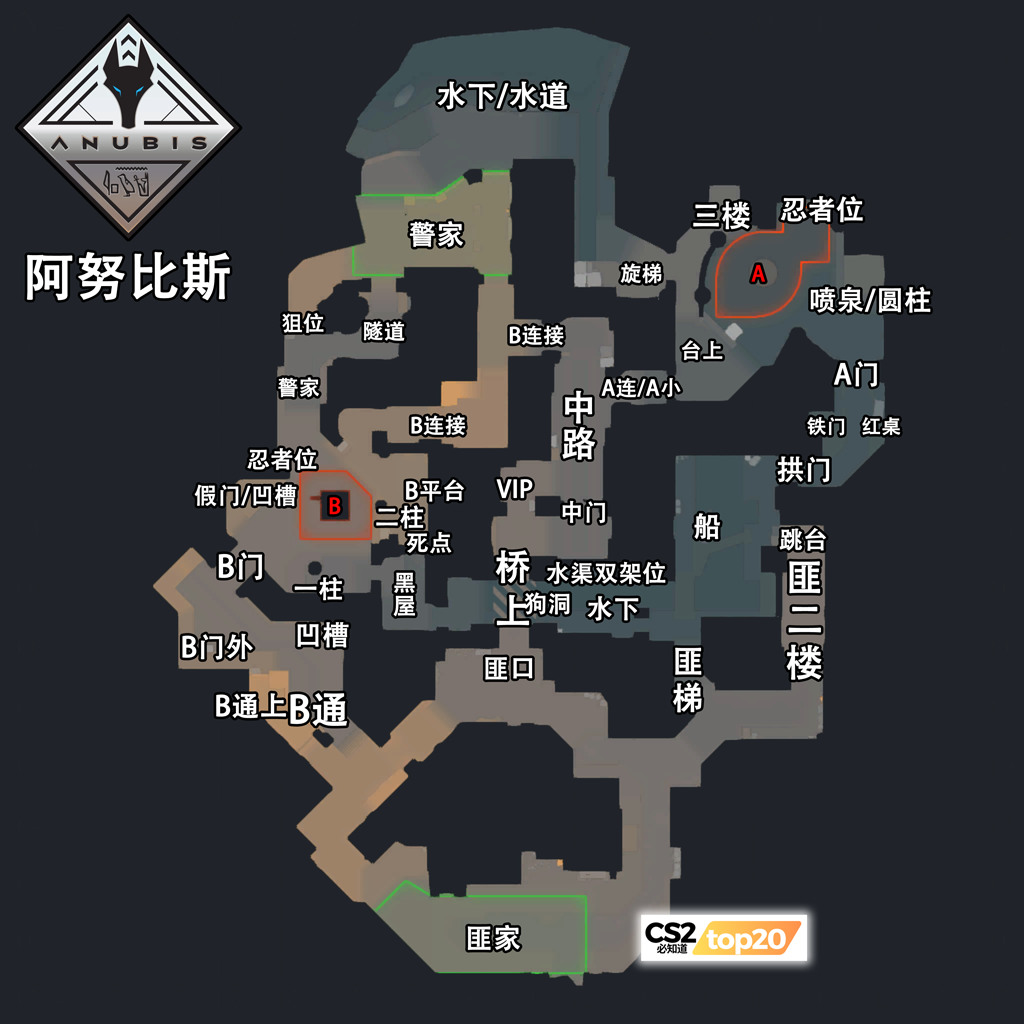 ANUBIS
阿努比斯
水下/水道
警家
三楼
忍者位
旋梯
A
喷泉/圆柱
狙位
隧道
B连接
台上
警家
A连/A小
A门
中路
B连接
铁门
红桌
忍者位
拱门
假门/凹槽
B
B平台
VIP
二柱
中门
船
死点
跳台
B门
一柱
黑屋
桥上
水渠双架位
狗洞
水下
匪二楼
凹槽
B门外
匪口
匪梯
B通上
B通
匪家
CS2
必知道
top20